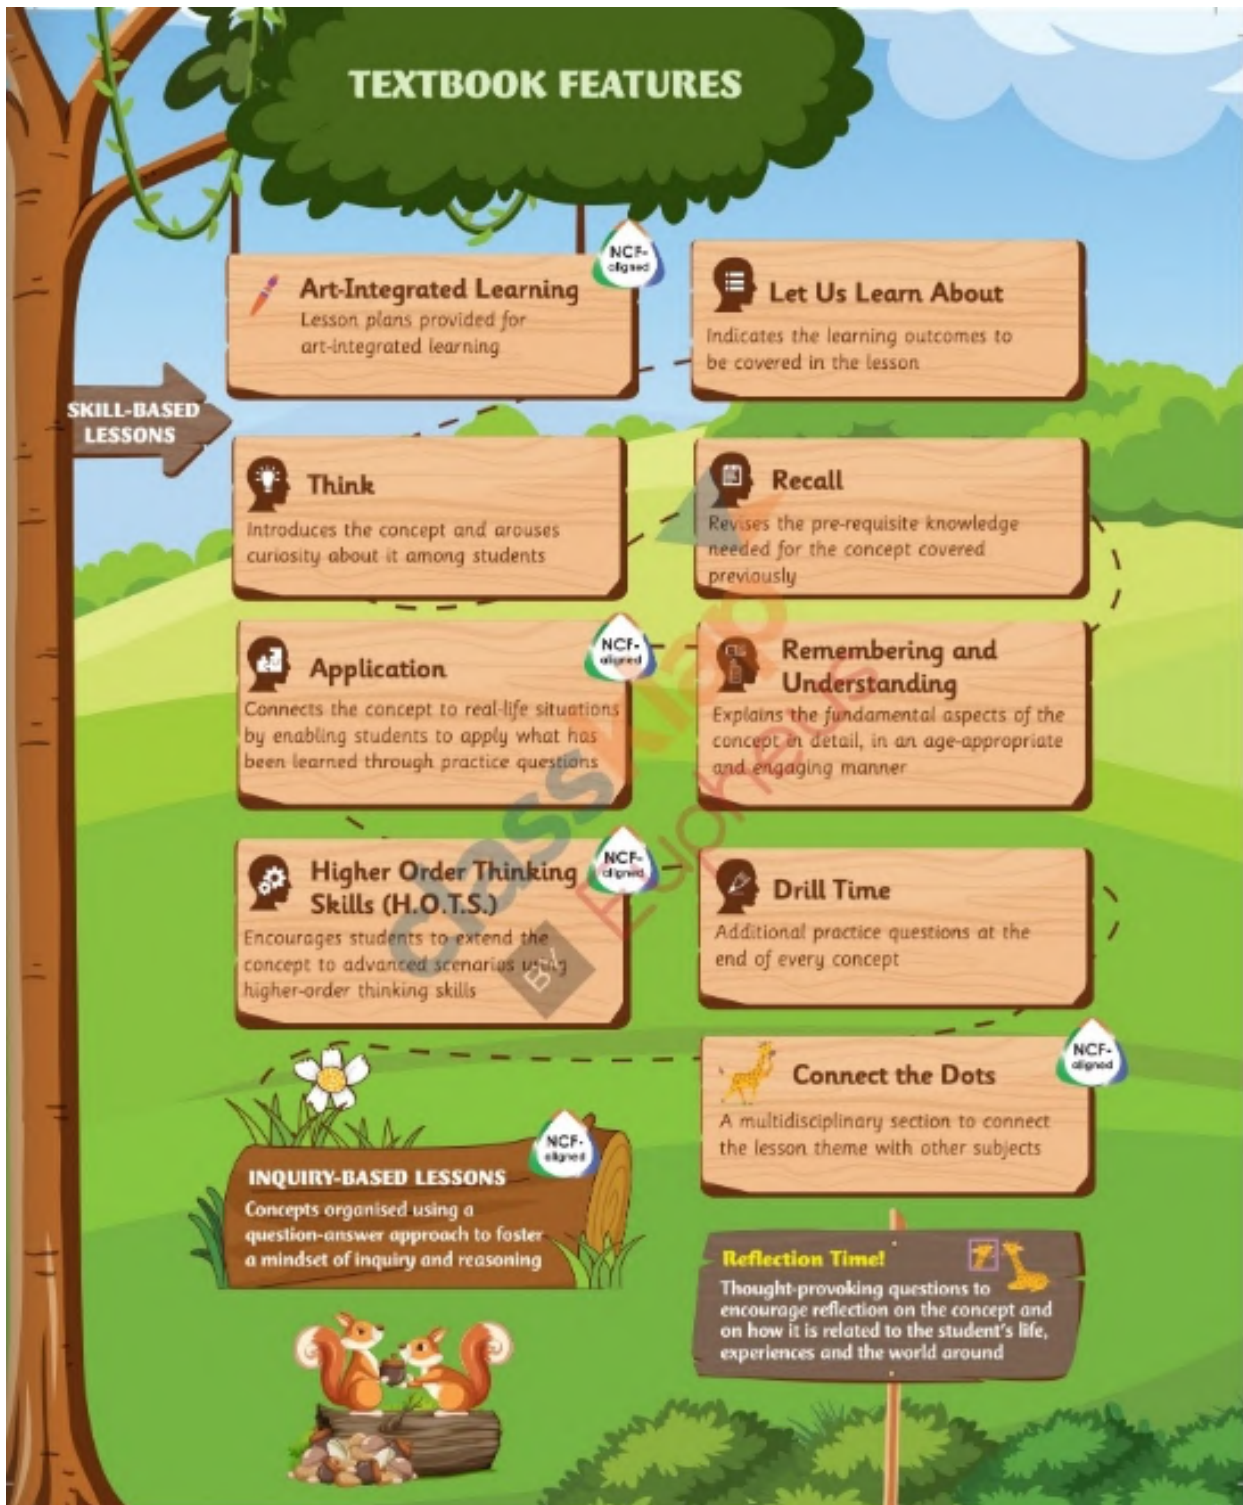 TEXTBOOK FEATURES
NCF-
aligned
Art-Integrated Learning
Lesson plans provided for
art-integrated learning
Let Us Learn About
Indicates the learning outcomes to
be covered in the lesson
SKILL-BASED
LESSONS
Think
Introduces the concept and arouses
curiosity about it among students
Recall
Revises the pre-requisite knowledge
needed for the concept covered
previously
NCF-
aligned
Application
Connects the concept to real-life situations
by enabling students to apply what has
been learned through practice questions
Remembering and
Understanding
Explains the fundamental aspects of the
concept in detail, in an age-appropriate
and engaging manner
NCF-
aligned
Higher Order Thinking
Skills (H.O.T.S.)
Encourages students to extend the
concept to advanced scenarios using
higher-order thinking skills
Drill Time
Additional practice questions at the
end of every concept
NCF-
aligned
Connect the Dots
A multidisciplinary section to connect
the lesson theme with other subjects
NCF-
aligned
INQUIRY-BASED LESSONS
Concepts organised using a
question-answer approach to foster
a mindset of inquiry and reasoning
Reflection Time!
Thought-provoking questions to
encourage reflection on the concept and
on how it is related to the student's life,
experiences and the world around
classklap
By Eupheus